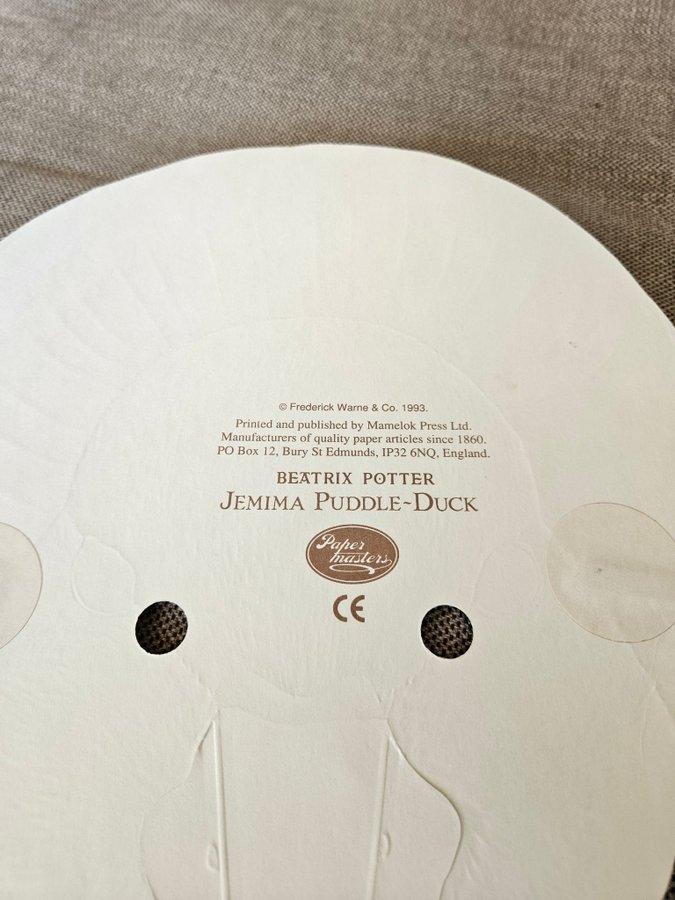 © Frederick Warne & Co. 1993.
Printed and published by Mamelok Press Ltd.
Manufacturers of quality paper articles since 1860.
PO Box 12, Bury St Edmunds, IP32 6NQ, England.
BEATRIX POTTER
JEMIMA PUDDLE-DUCK
Paper
masters
CE